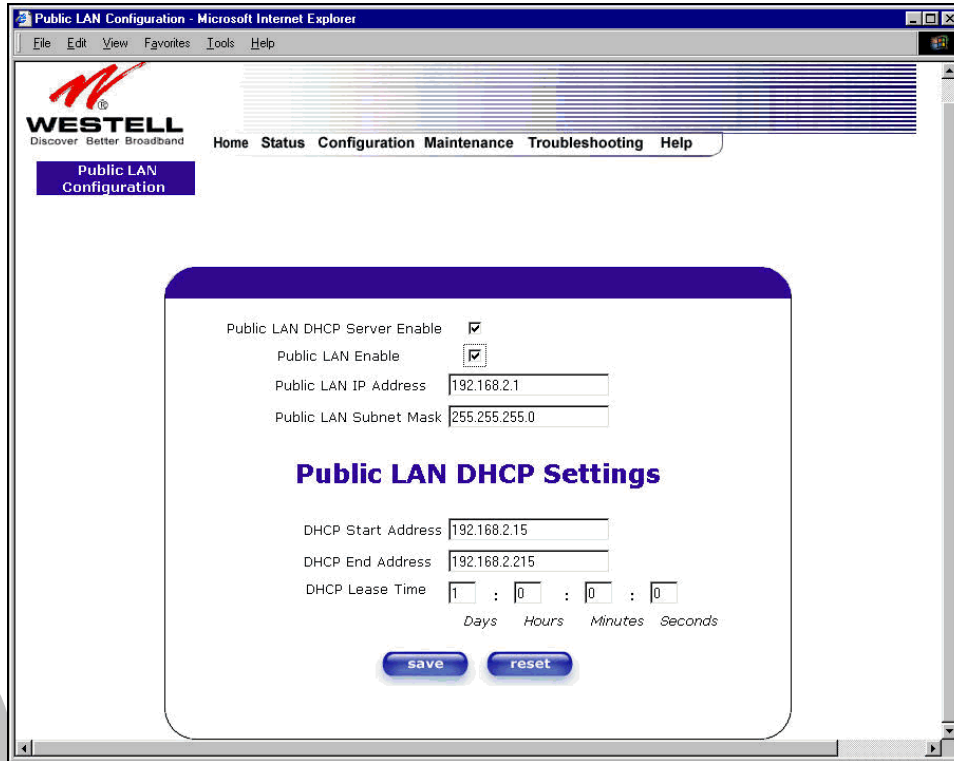 Public LAN Configuration - Microsoft Internet Explorer
File Edit View Favorites Tools Help
®
WESTELL
Discover Better Broadband
Home Status Configuration Maintenance Troubleshooting Help
Public LAN
Configuration
Public LAN DHCP Server Enable
Public LAN Enable
Public LAN IP Address 192.168.2.1
Public LAN Subnet Mask 255.255.255.0
Public LAN DHCP Settings
DHCP Start Address 192.168.2.15
DHCP End Address 192.168.2.215
DHCP Lease Time 1 : 0 : 0 : 0
Days Hours Minutes Seconds
save reset